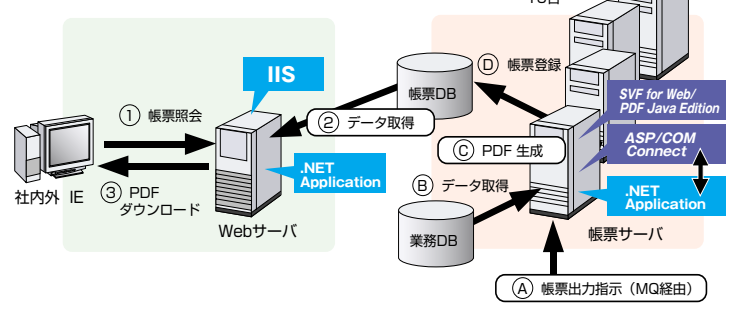 IIS
① 帳票照会
② データ取得
③ PDF
ダウンロード
社内外 IE
.NET
Application
Webサーバ
帳票DB
Ⓓ 帳票登録
Ⓒ PDF 生成
Ⓑ データ取得
業務DB
SVF for Web/
PDF Java Edition
ASP/COM
Connect
.NET
Application
帳票サーバ
Ⓐ 帳票出力指示（MQ経由）